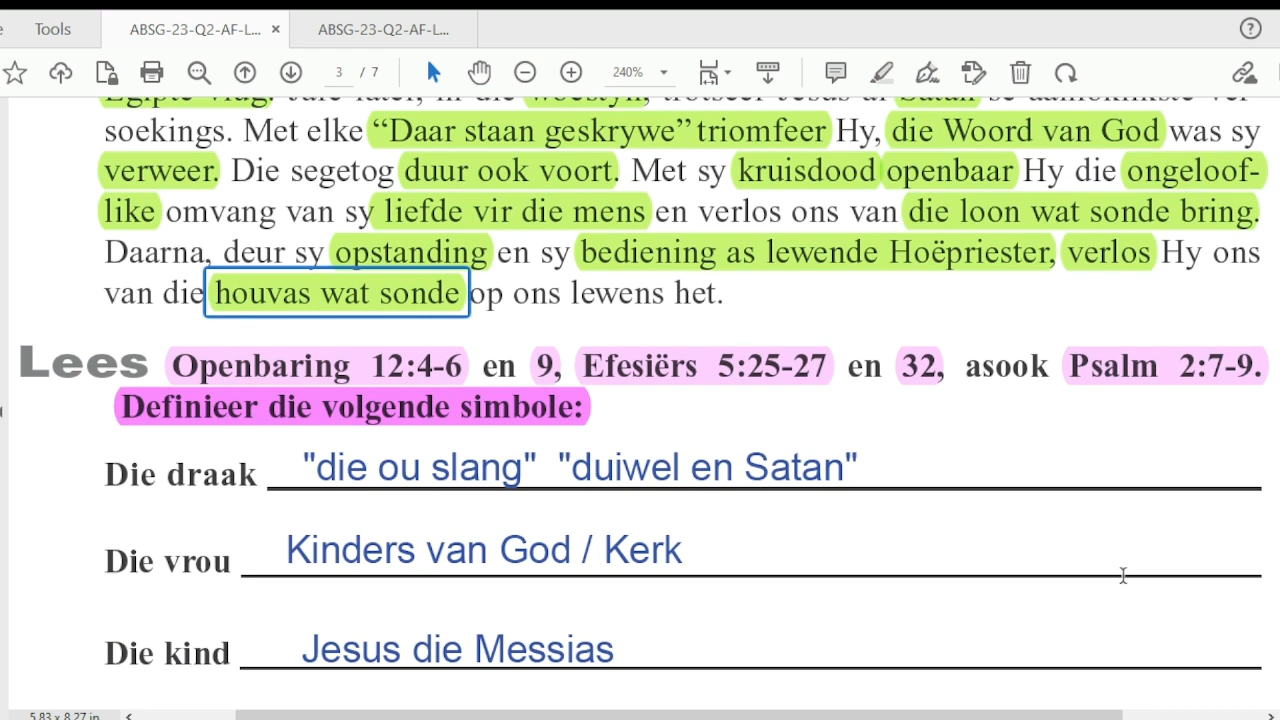 Tools ABSG-23-Q2-AF-L... × ABSG-23-Q2-AF-L...
3 / 7 240%
soekings. Met elke “Daar staan geskrywe” triomfeer Hy, die Woord van God was sy
verweer. Die segetog duur ook voort. Met sy kruisdood openbaar Hy die ongeloof-
like omvang van sy liefde vir die mens en verlos ons van die loon wat sonde bring.
Daarna, deur sy opstanding en sy bediening as lewende Hoëpriester, verlos Hy ons
van die houvas wat sonde op ons lewens het.
Lees Openbaring 12:4-6 en 9, Efesiërs 5:25-27 en 32, asook Psalm 2:7-9.
Definieer die volgende simbole:
Die draak "die ou slang" "duiwel en Satan"
Die vrou Kinders van God / Kerk
Die kind Jesus die Messias
5.83 x 8.27 in